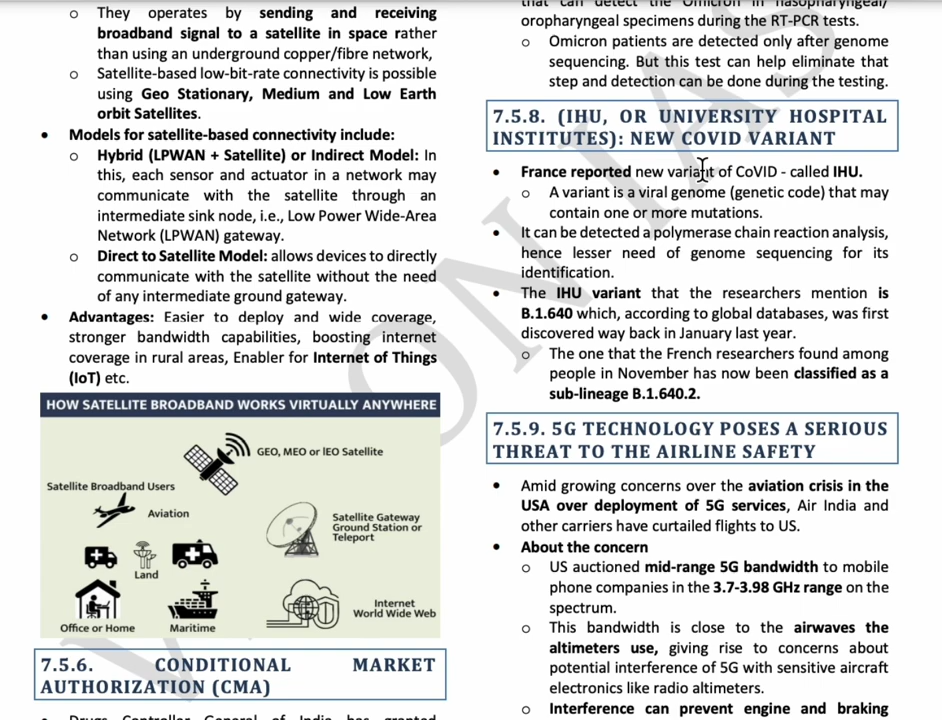 o They operates by sending and receiving
broadband signal to a satellite in space rather
than using an underground copper/fibre network,
o Satellite-based low-bit-rate connectivity is possible
using Geo Stationary, Medium and Low Earth
orbit Satellites.
• Models for satellite-based connectivity include:
o Hybrid (LPWAN + Satellite) or Indirect Model: In
this, each sensor and actuator in a network may
communicate with the satellite through an
intermediate sink node, i.e., Low Power Wide-Area
Network (LPWAN) gateway.
o Direct to Satellite Model: allows devices to directly
communicate with the satellite without the need
of any intermediate ground gateway.
• Advantages: Easier to deploy and wide coverage,
stronger bandwidth capabilities, boosting internet
coverage in rural areas, Enabler for Internet of Things
(IoT) etc.
HOW SATELLITE BROADBAND WORKS VIRTUALLY ANYWHERE
GEO, MEO or lEO Satellite
Satellite Broadband Users
Aviation
Satellite Gateway
Ground Station or
Teleport
Land
Internet
World Wide Web
Office or Home
Maritime
7.5.6. CONDITIONAL MARKET
AUTHORIZATION (CMA)
• Drugs Controller General of India has granted
that can detect the Omicron in nasopharyngeal/
oropharyngeal specimens during the RT-PCR tests.
o Omicron patients are detected only after genome
sequencing. But this test can help eliminate that
step and detection can be done during the testing.
7.5.8. (IHU, OR UNIVERSITY HOSPITAL
INSTITUTES): NEW COVID VARIANT
• France reported new variant of CoVID - called IHU.
o A variant is a viral genome (genetic code) that may
contain one or more mutations.
• It can be detected a polymerase chain reaction analysis,
hence lesser need of genome sequencing for its
identification.
• The IHU variant that the researchers mention is
B.1.640 which, according to global databases, was first
discovered way back in January last year.
o The one that the French researchers found among
people in November has now been classified as a
sub-lineage B.1.640.2.
7.5.9. 5G TECHNOLOGY POSES A SERIOUS
THREAT TO THE AIRLINE SAFETY
• Amid growing concerns over the aviation crisis in the
USA over deployment of 5G services, Air India and
other carriers have curtailed flights to US.
• About the concern
o US auctioned mid-range 5G bandwidth to mobile
phone companies in the 3.7-3.98 GHz range on the
spectrum.
o This bandwidth is close to the airwaves the
altimeters use, giving rise to concerns about
potential interference of 5G with sensitive aircraft
electronics like radio altimeters.
o Interference can prevent engine and braking